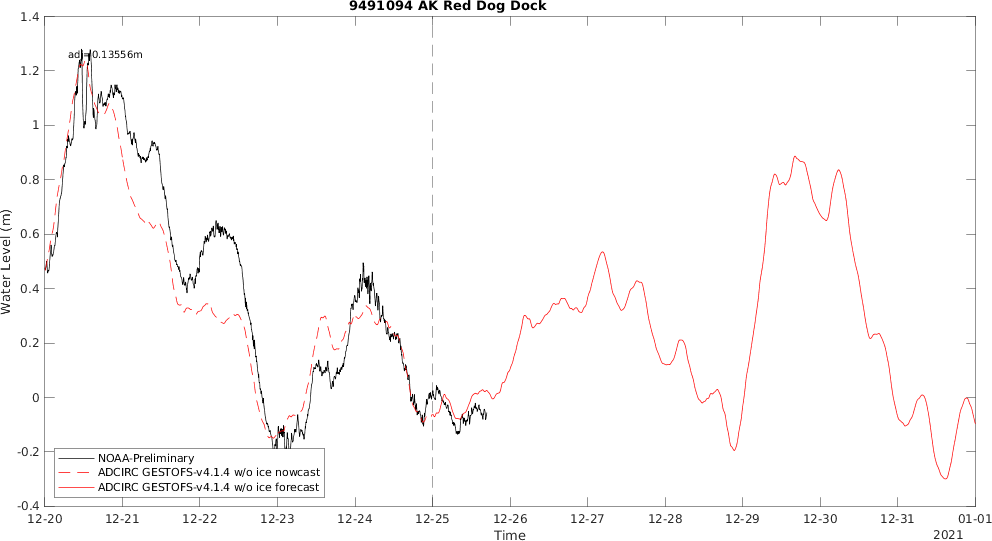 9491094 AK Red Dog Dock
1.4
1.2
1
0.8
0.6
0.4
0.2
0
-0.2
-0.4
Water Level (m)
NOAA-Preliminary
ADCIRC GESTOFS-v4.1.4 w/o ice nowcast
ADCIRC GESTOFS-v4.1.4 w/o ice forecast
12-20 12-21 12-22 12-23 12-24 12-25 12-26 12-27 12-28 12-29 12-30 12-31 01-01
Time
2021